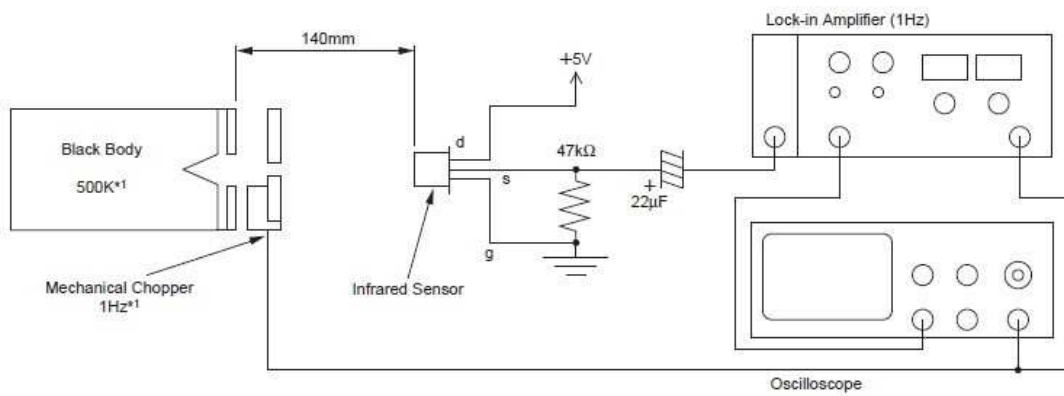 Lock-in Amplifier (1Hz)
140mm
+5V
Black Body
500K*1
d
s
g
47kΩ
+
22μF
Mechanical Chopper
1Hz*1
Infrared Sensor
Oscilloscope